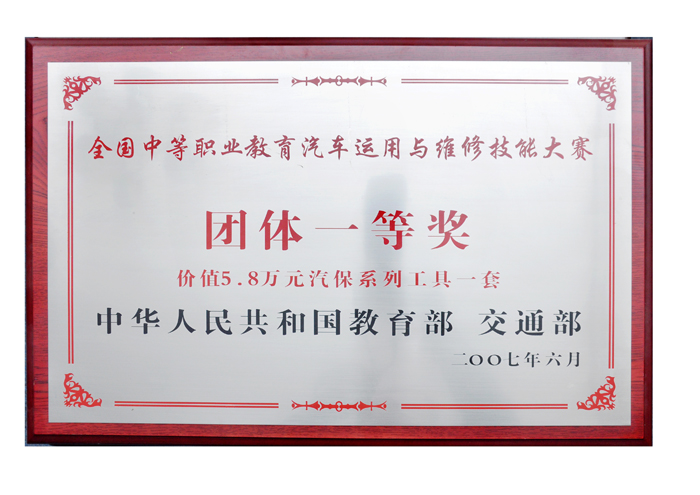 全国中等职业教育汽车运用与维修技能大赛
团体一等奖
价值5.8万元汽保系列工具一套
中华人民共和国教育部 交通部
二OO七年六月